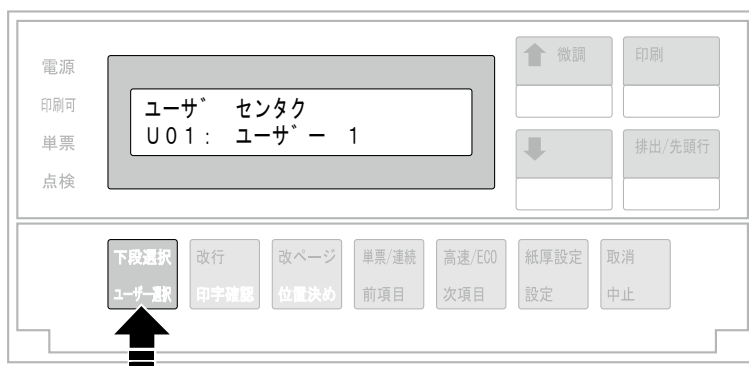 電源
印刷可
単票
点検
ユーザ゛ センタク
U01: ユーザ゛ー 1
微調
印刷
排出/先頭行
下段選択
改行
改ページ
単票/連続
高速/ECO
紙厚設定
取消
ユーザー選択
印字確認
位置決め
前項目
次項目
設定
中止